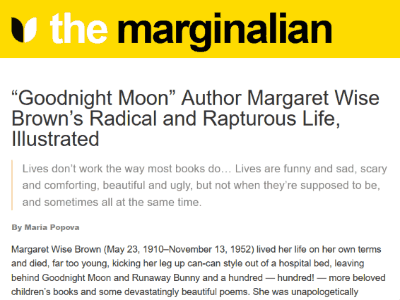 the marginalian
“Goodnight Moon” Author Margaret Wise
Brown’s Radical and Rapturous Life,
Illustrated
Lives don’t work the way most books do… Lives are funny and sad, scary
and comforting, beautiful and ugly, but not when they’re supposed to be,
and sometimes all at the same time.
By Maria Popova
Margaret Wise Brown (May 23, 1910–November 13, 1952) lived her life on her own terms
and died, far too young, kicking her leg up can-can style out of a hospital bed, leaving
behind Goodnight Moon and Runaway Bunny and a hundred — hundred! — more beloved
children’s books and some devastatingly beautiful poems. She was unapologetically